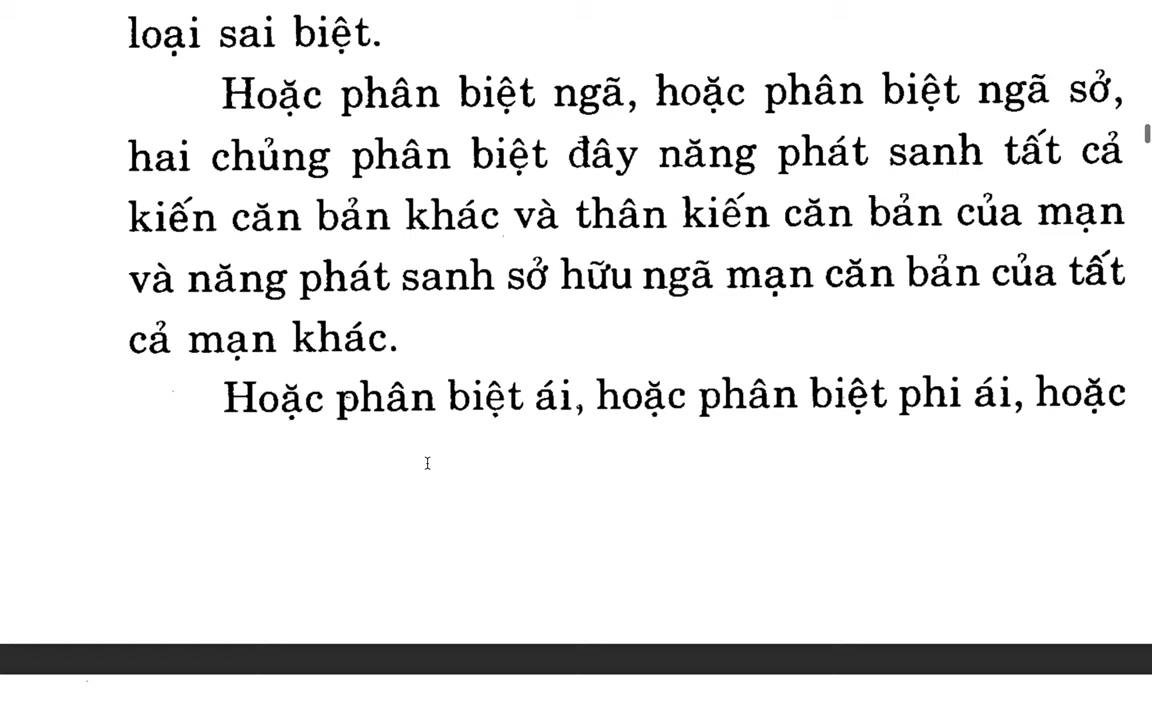 loại sai biệt.
Hoặc phân biệt ngã, hoặc phân biệt ngã sở,
hai chủng phân biệt đây năng phát sanh tất cả
kiến căn bản khác và thân kiến căn bản của mạn
và năng phát sanh sở hữu ngã mạn căn bản của tất
cả mạn khác.
Hoặc phân biệt ái, hoặc phân biệt phi ái, hoặc